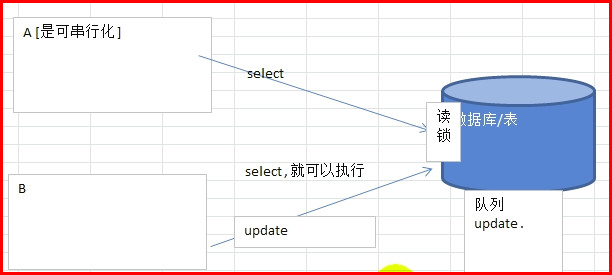 A [是可串行化]
select
读
锁
数据库/表
select,就可以执行
B
update
队列
update.